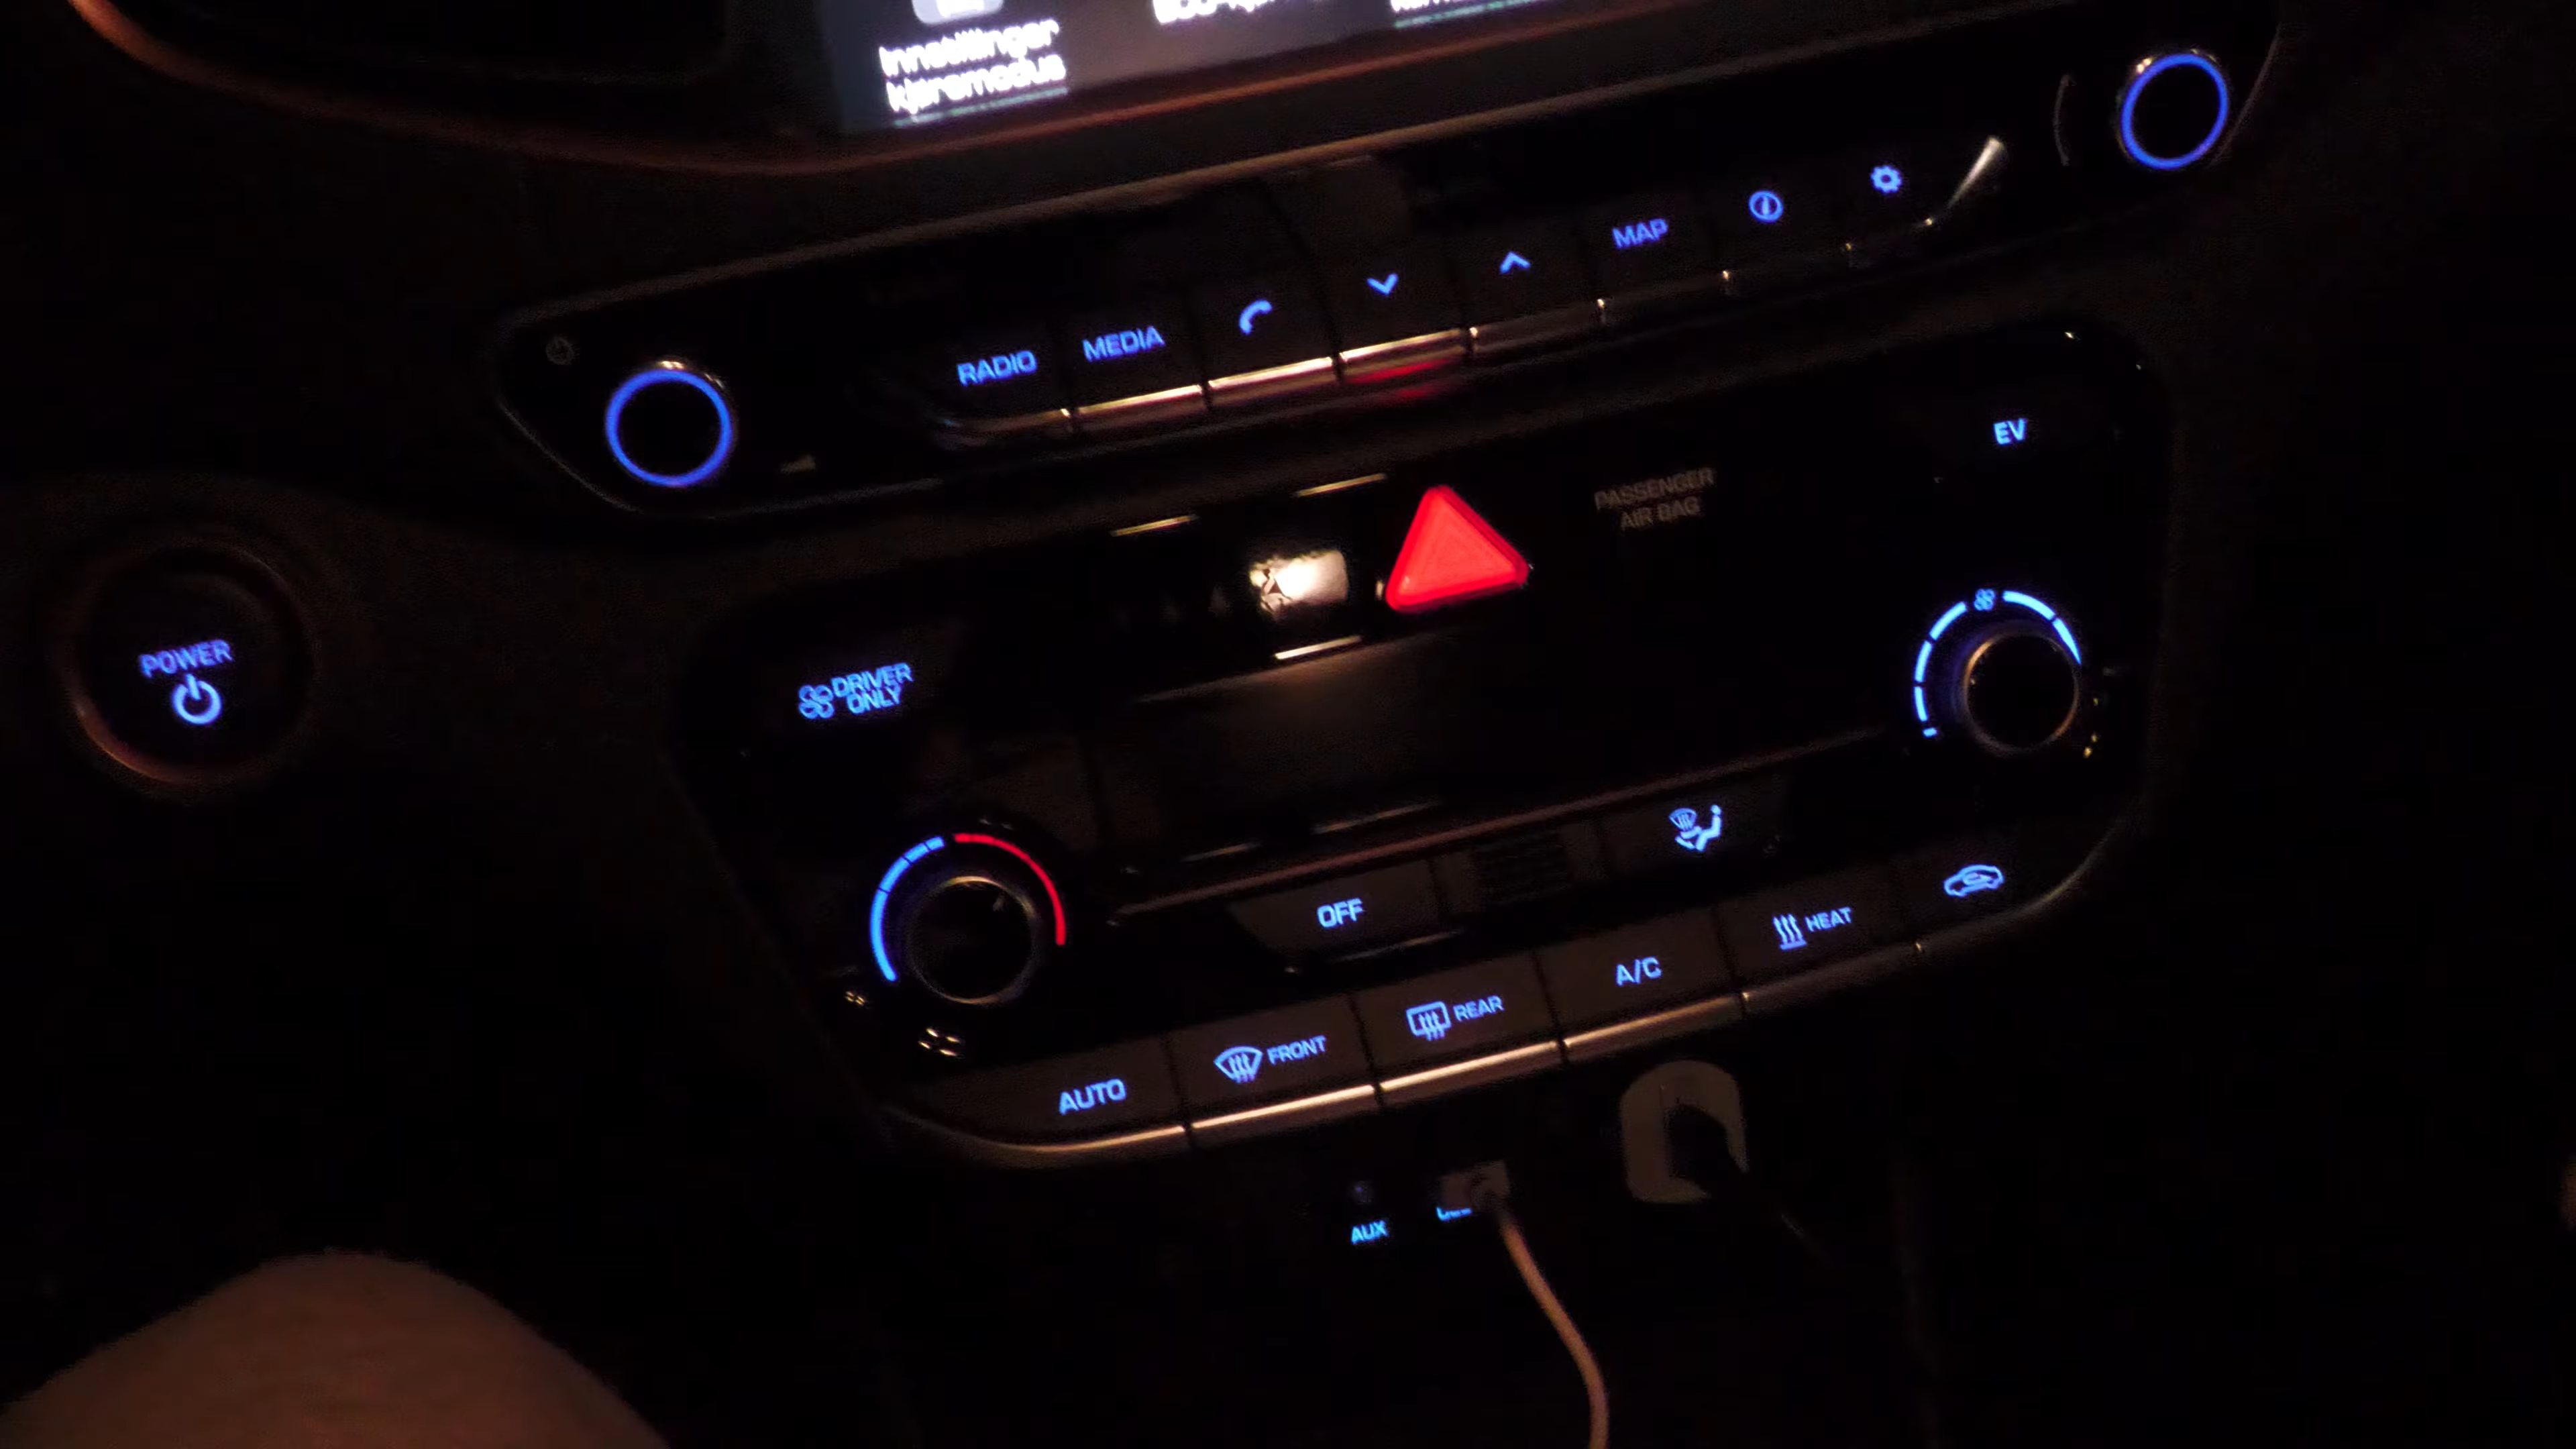 Innstillinger
kjøremodus
RADIO
MEDIA
MAP
EV
PASSENGER
AIR BAG
POWER
DRIVER
ONLY
OFF
HEAT
A/C
REAR
FRONT
AUTO
AUX